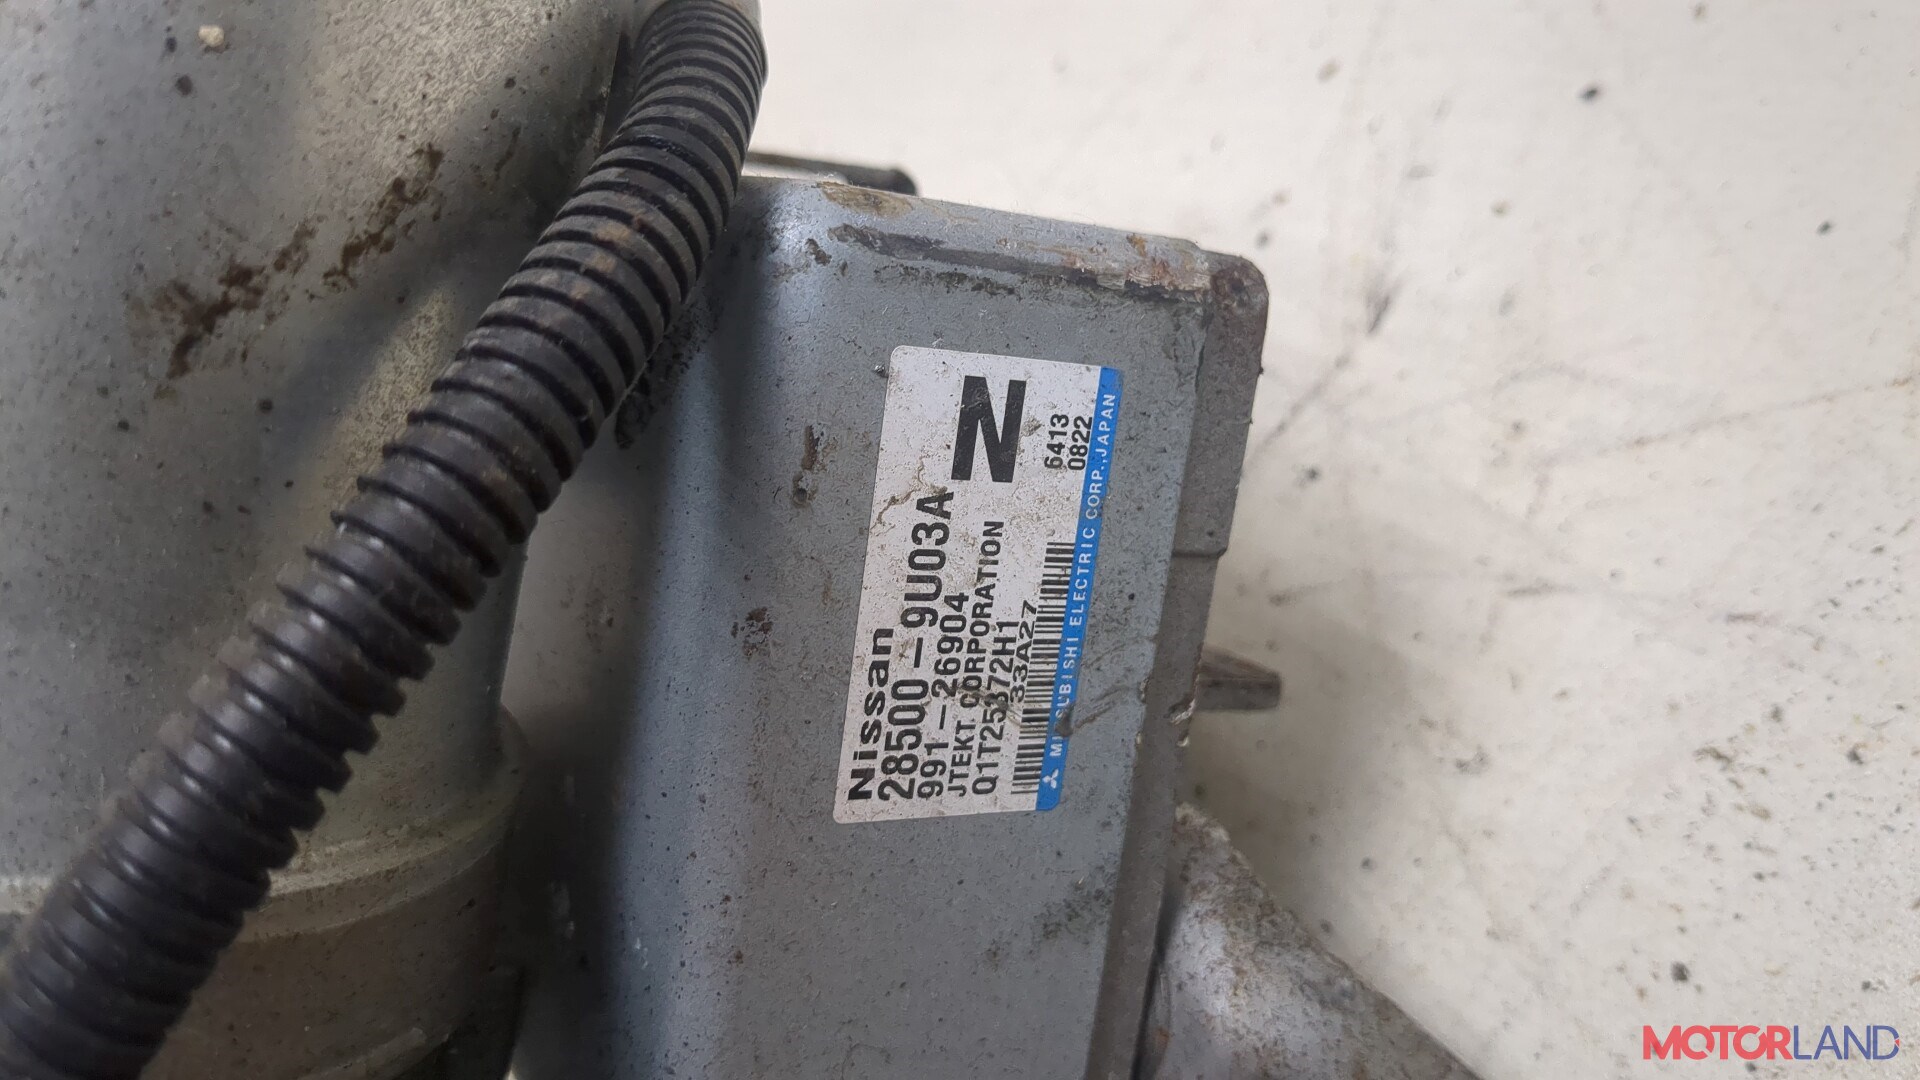 N
6413
0822
Nissan
28500-9U03A
991-26904
JTEKT CORPORATION
Q1T25372H1
33A27
MITSUBISHI ELECTRIC CORP., JAPAN
MOTORLAND